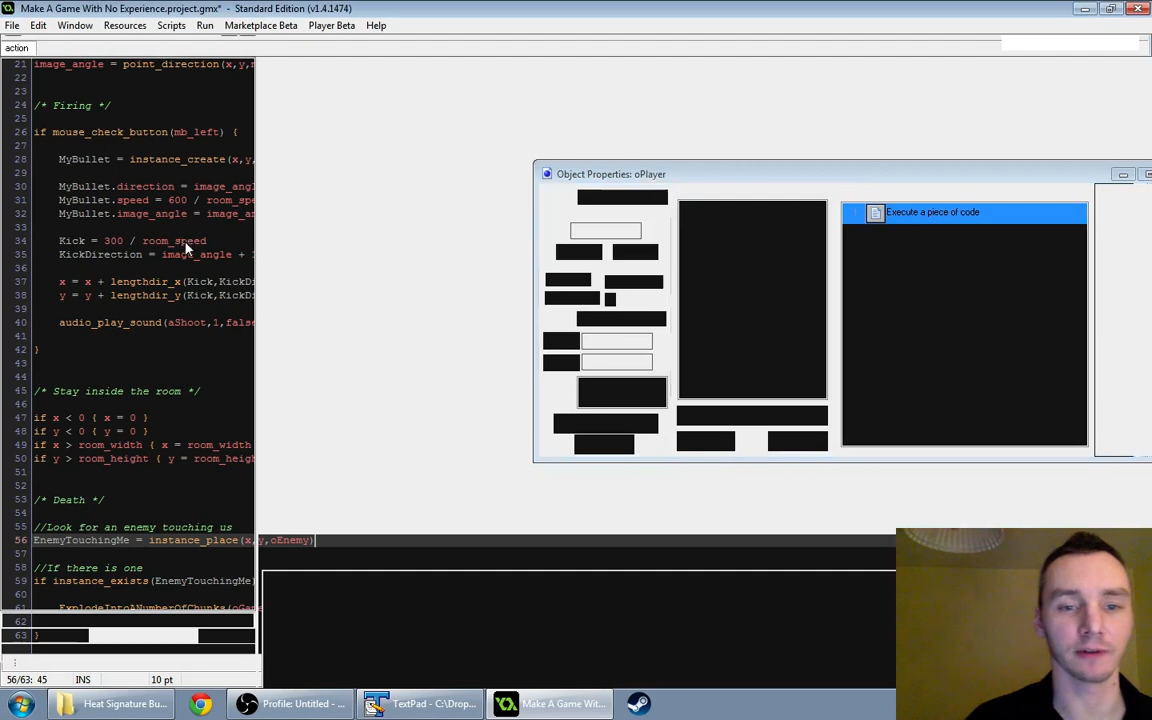 Make A Game With No Experience.project.gmx* - Standard Edition (v1.4.1474)
File Edit Window Resources Scripts Run Marketplace Beta Player Beta Help
action
21 image_angle = point_direction(x,y,
22
23
24 /* Firing */
25
26 if mouse_check_button(mb_left) {
27
28 MyBullet = instance_create(x,y,
30 MyBullet.direction = image_angl
31 MyBullet.speed = 600 / room_spe
32 MyBullet.image_angle = image_an
33
34 Kick = 300 / room_speed
35 KickDirection = image_angle + 1
36
37 x = x + lengthdir_x(Kick,KickDi
38 y = y + lengthdir_y(Kick,KickDi
39
40 audio_play_sound(aShoot,1,false
41
42 }
43
44
45 /* Stay inside the room */
46
47 if x < 0 { x = 0 }
48 if y < 0 { y = 0 }
49 if x > room_width { x = room_width
50 if y > room_height { y = room_heigh
51
52
53 /* Death */
54
55 //Look for an enemy touching us
56 EnemyTouchingMe = instance_place(x,y,oEnemy)
57
58 //If there is one
59 if instance_exists(EnemyTouchingMe)
60
61 ExplodeIntoANumberOfChunks(oGa
62
63 }
Object Properties: oPlayer
Execute a piece of code
56/63: 45 INS 10 pt
Heat Signature Bu... Profile: Untitled - ... TextPad - C:\Drop... Make A Game Wit...